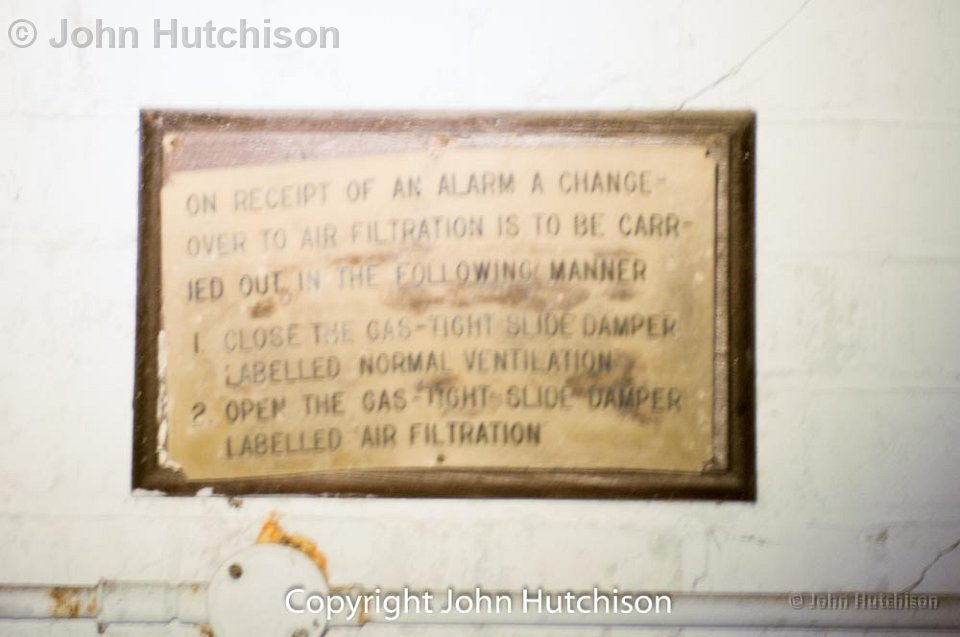 © John Hutchison
ON RECEIPT OF AN ALARM A CHANGE-
OVER TO AIR FILTRATION IS TO BE CARR-
IED OUT IN THE FOLLOWING MANNER
1. CLOSE THE GAS-TIGHT SLIDE DAMPER
LABELLED NORMAL VENTILATION
2. OPEN THE GAS-TIGHT SLIDE DAMPER
LABELLED "AIR FILTRATION"
Copyright John Hutchison
© John Hutchison